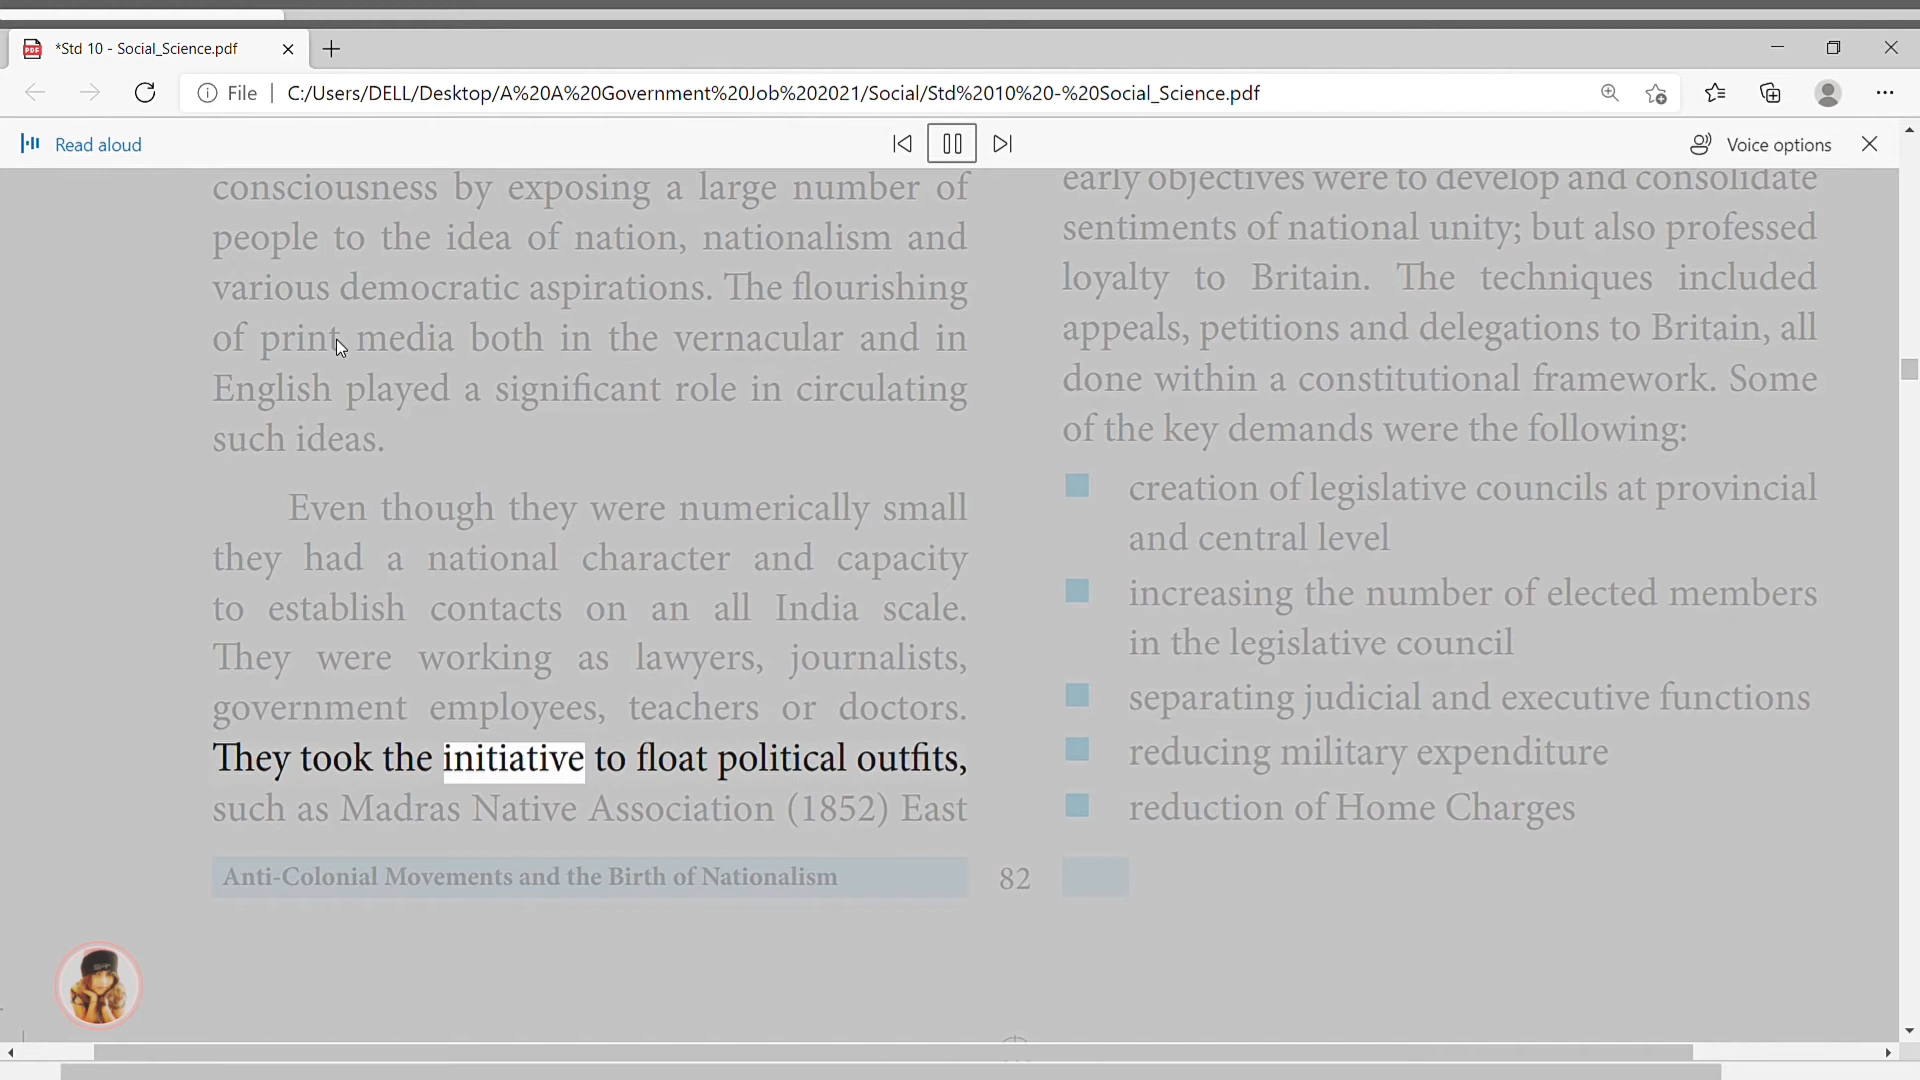 *Std 10 - Social_Science.pdf
File
C:/Users/DELL/Desktop/A%20A%20Government%20Job%202021/Social/Std%2010%20-%20Social_Science.pdf
Read aloud
Voice options
consciousness by exposing a large number of
people to the idea of nation, nationalism and
various democratic aspirations. The flourishing
of print media both in the vernacular and in
English played a significant role in circulating
such ideas.
Even though they were numerically small
they had a national character and capacity
to establish contacts on an all India scale.
They were working as lawyers, journalists,
government employees, teachers or doctors.
They took the initiative to float political outfits,
such as Madras Native Association (1852) East
early objectives were to develop and consolidate
sentiments of national unity; but also professed
loyalty to Britain. The techniques included
appeals, petitions and delegations to Britain, all
done within a constitutional framework. Some
of the key demands were the following:
creation of legislative councils at provincial
and central level
increasing the number of elected members
in the legislative council
separating judicial and executive functions
reducing military expenditure
reduction of Home Charges
Anti-Colonial Movements and the Birth of Nationalism
82